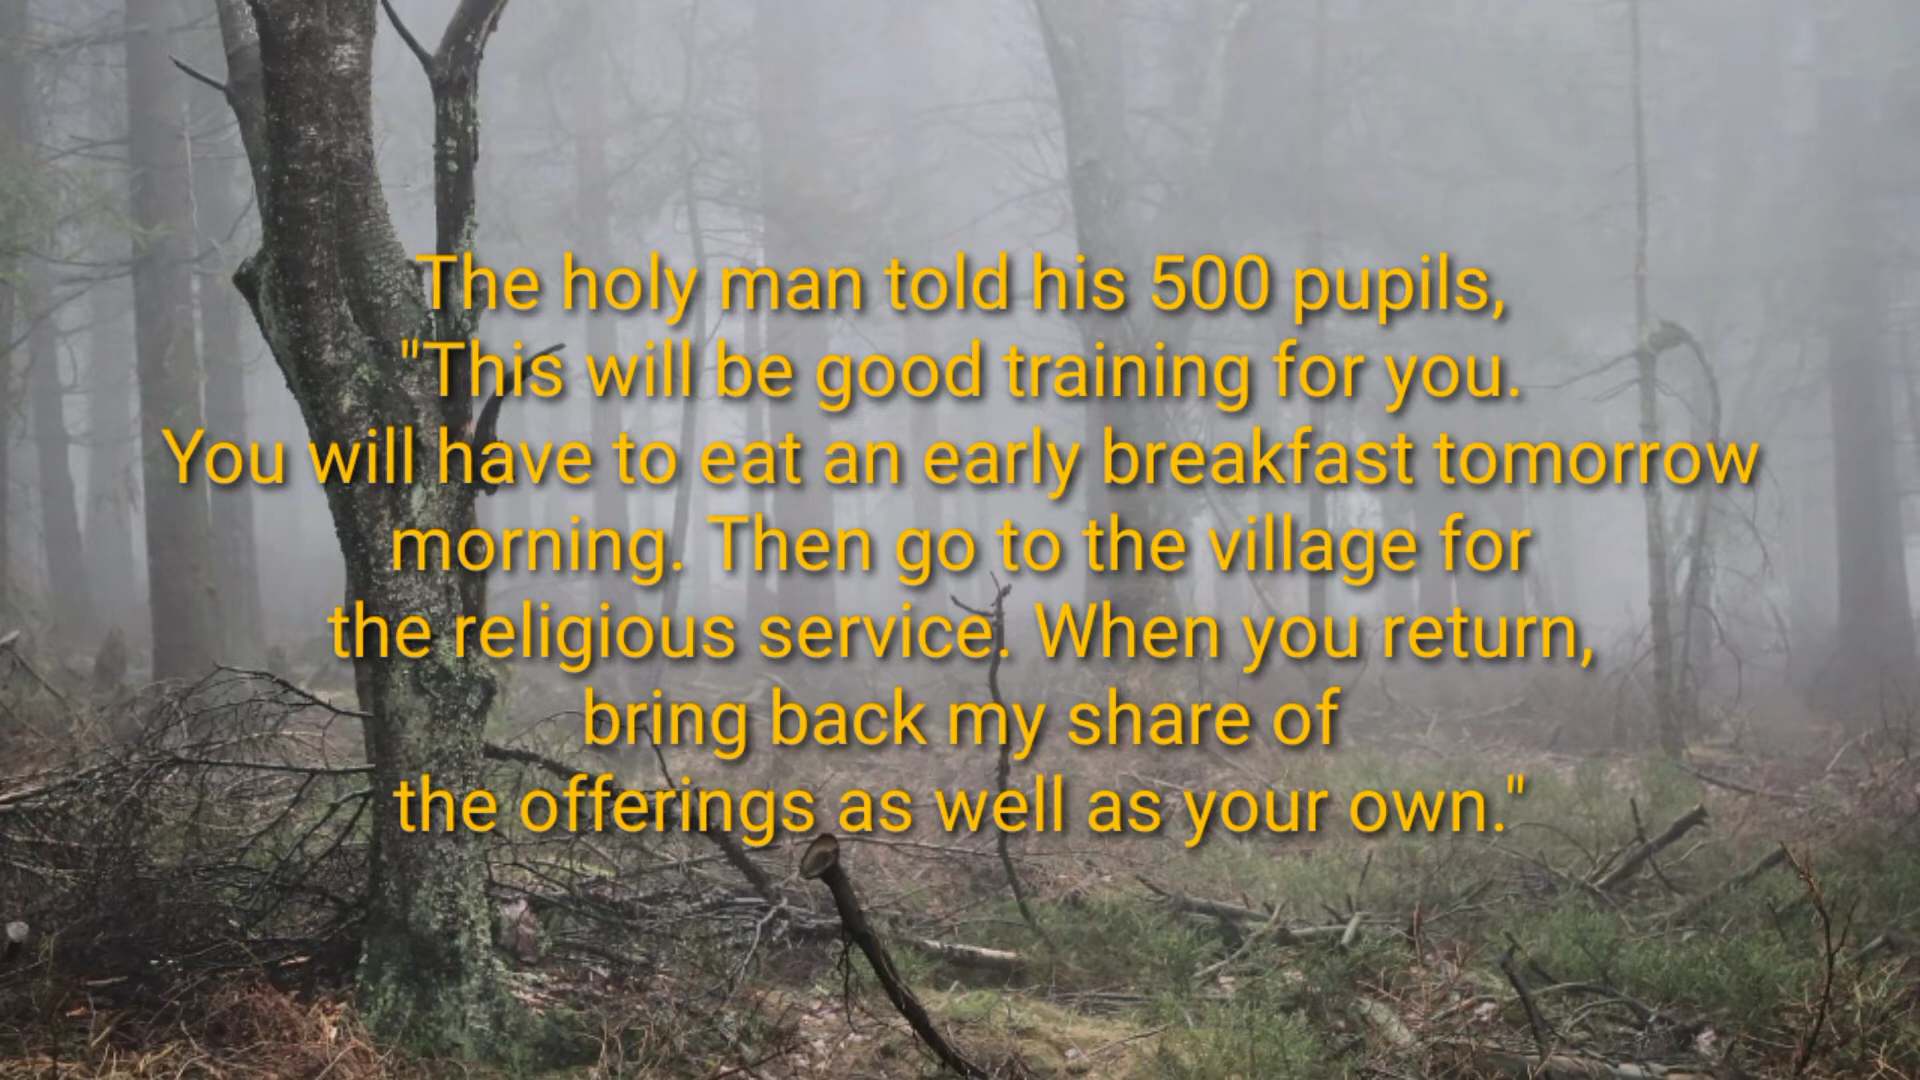 The holy man told his 500 pupils,
"This will be good training for you.
You will have to eat an early breakfast tomorrow
morning. Then go to the village for
the religious service. When you return,
bring back my share of
the offerings as well as your own."